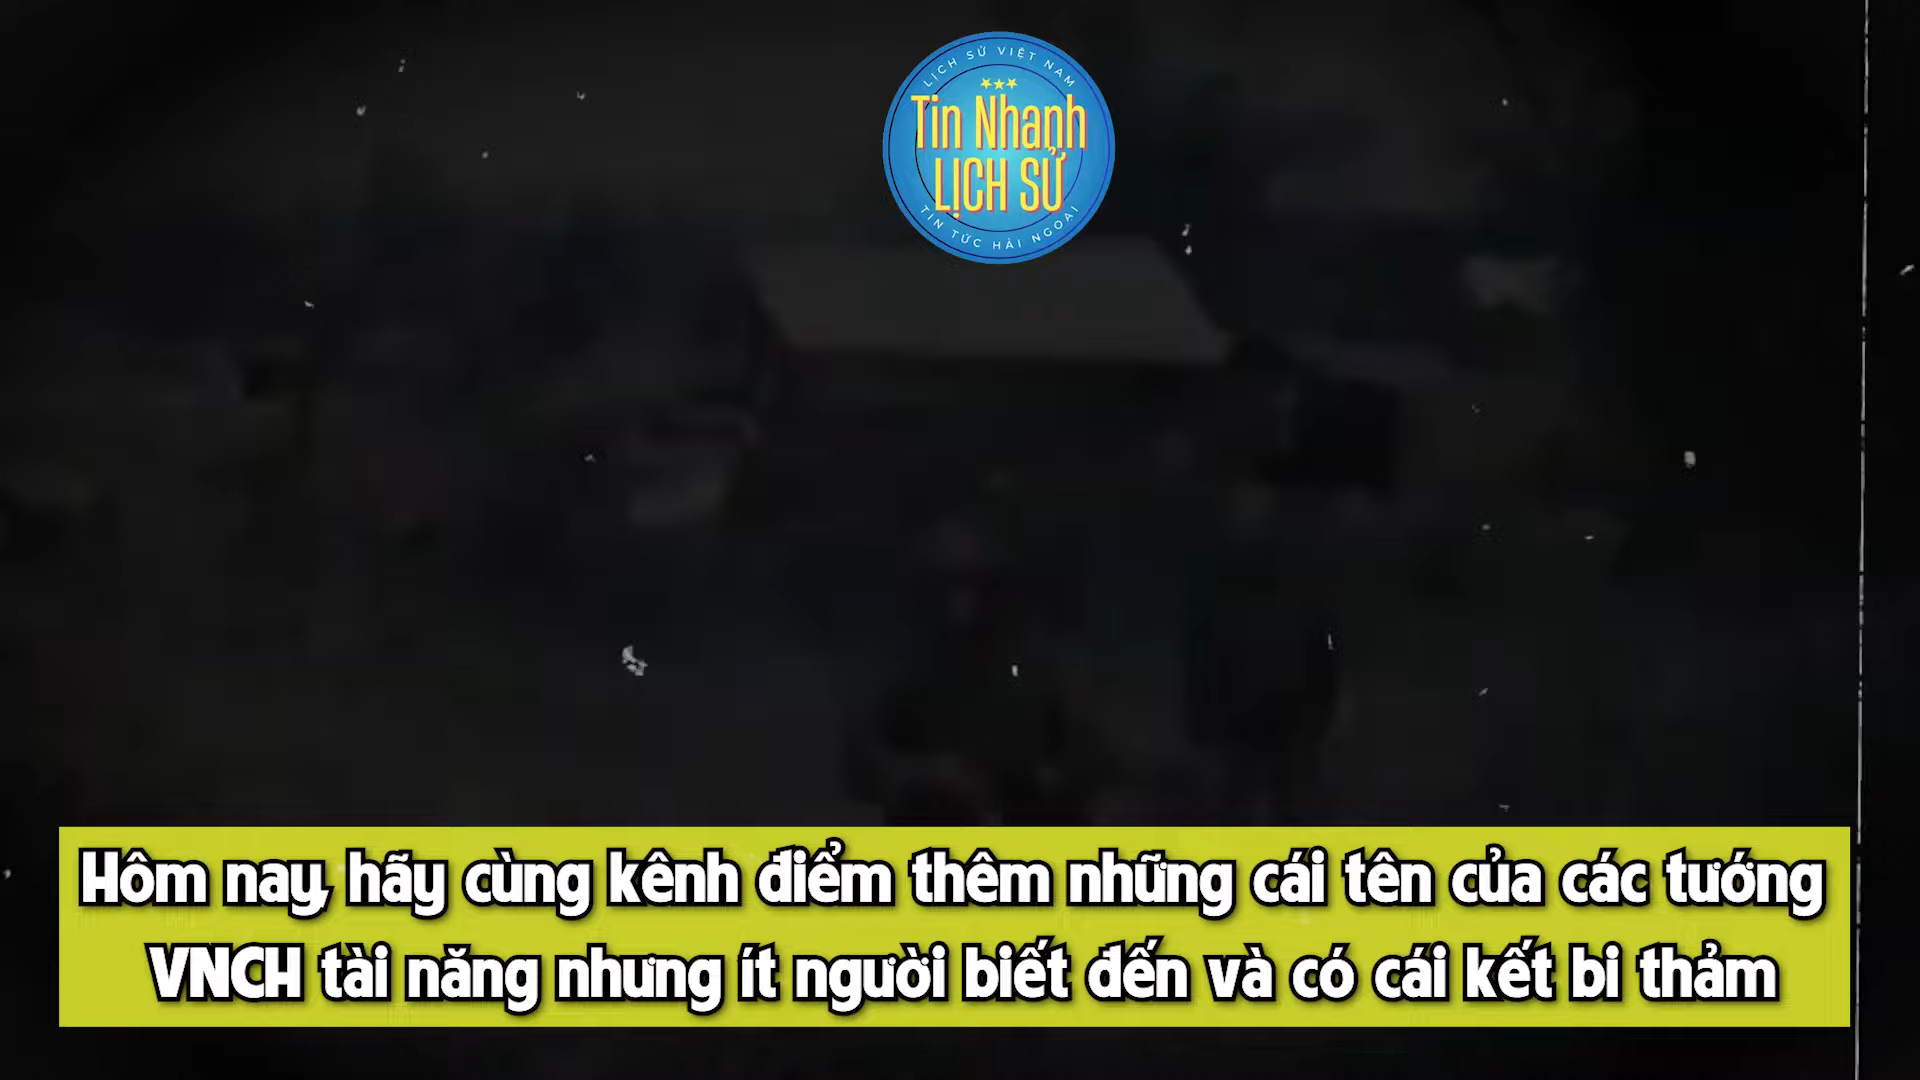 LỊCH SỬ VIỆT NAM
Tin Nhanh
LỊCH SỬ
TIN TỨC HẢI NGOẠI
Hôm nay, hãy cùng kênh điểm thêm những cái tên của các tướng
VNCH tài năng nhưng ít người biết đến và có cái kết bi thảm